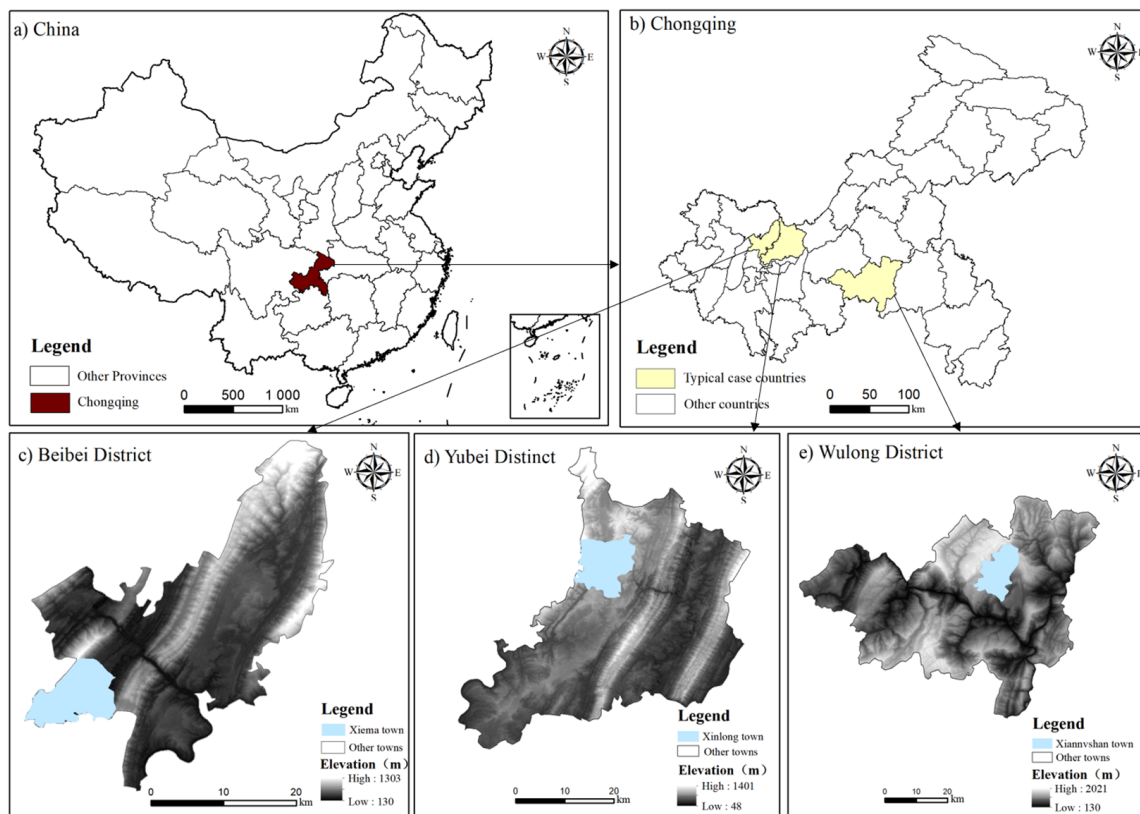 a) China
N
W E
S
Legend
Other Provinces
Chongqing
0 500 1 000
km
b) Chongqing
N
W E
S
Legend
Typical case countries
Other countries
0 50 100
km
c) Beibei District
N
W E
S
Legend
Xiema town
Other towns
Elevation（m）
High : 1303
Low : 130
0 10 20
km
d) Yubei Distinct
N
W E
S
Legend
Xinlong town
Other towns
Elevation（m）
High : 1401
Low : 48
0 10 20
km
e) Wulong District
N
W E
S
Legend
Xiannvshan town
Other towns
Elevation（m）
High : 2021
Low : 130
0 10 20
km